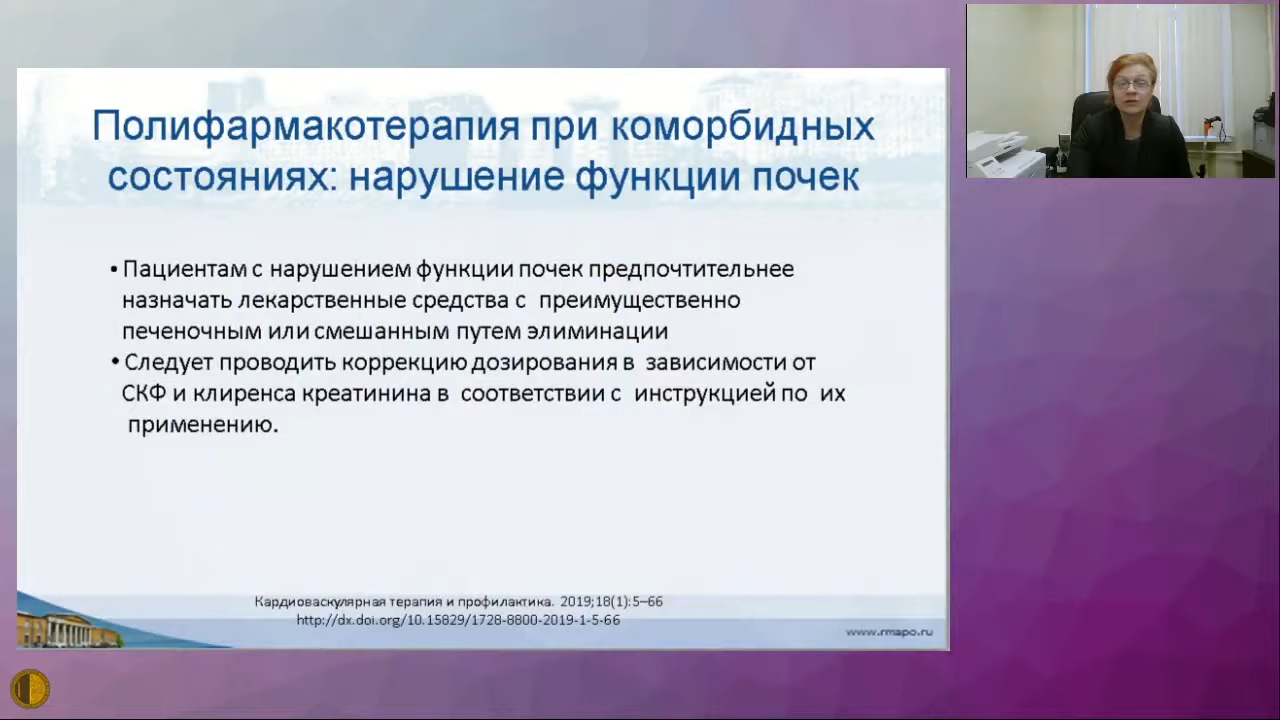 Полифармакотерапия при коморбидных
состояниях: нарушение функции почек
• Пациентам с нарушением функции почек предпочтительнее
назначать лекарственные средства с преимущественно
печеночным или смешанным путем элиминации
• Следует проводить коррекцию дозирования в зависимости от
СКФ и клиренса креатинина в соответствии с инструкцией по их
применению.
Кардиоваскулярная терапия и профилактика. 2019;18(1):5–66
http://dx.doi.org/10.15829/1728-8800-2019-1-5-66
www.rmapo.ru